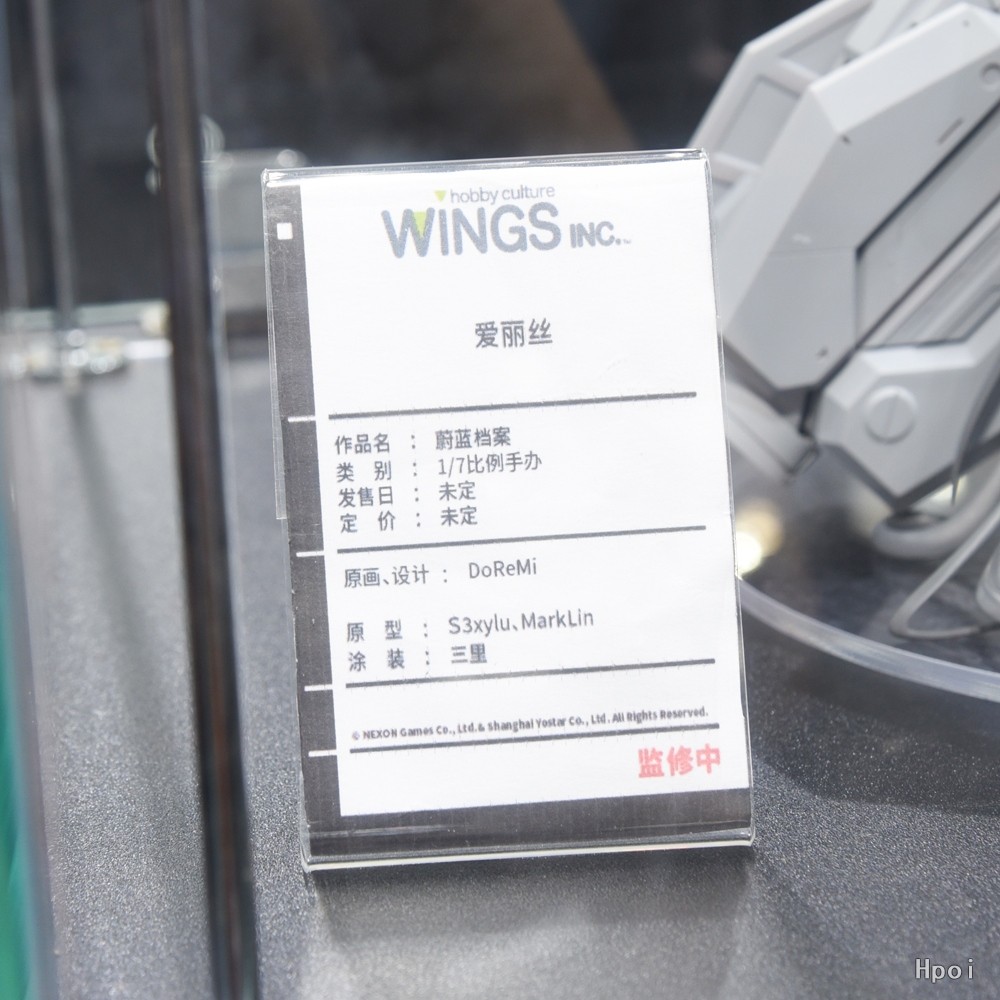 hobby culture
WINGS INC.
爱丽丝
作品名 ： 蔚蓝档案
类 别 ： 1/7比例手办
发售日 ： 未定
定 价 ： 未定
原画、设计 ： DoReMi
原 型 ： S3xylu、MarkLin
涂 装 ： 三里
© NEXON Games Co., Ltd. & Shanghai Yostar Co., Ltd. All Rights Reserved.
监修中
Hpoi